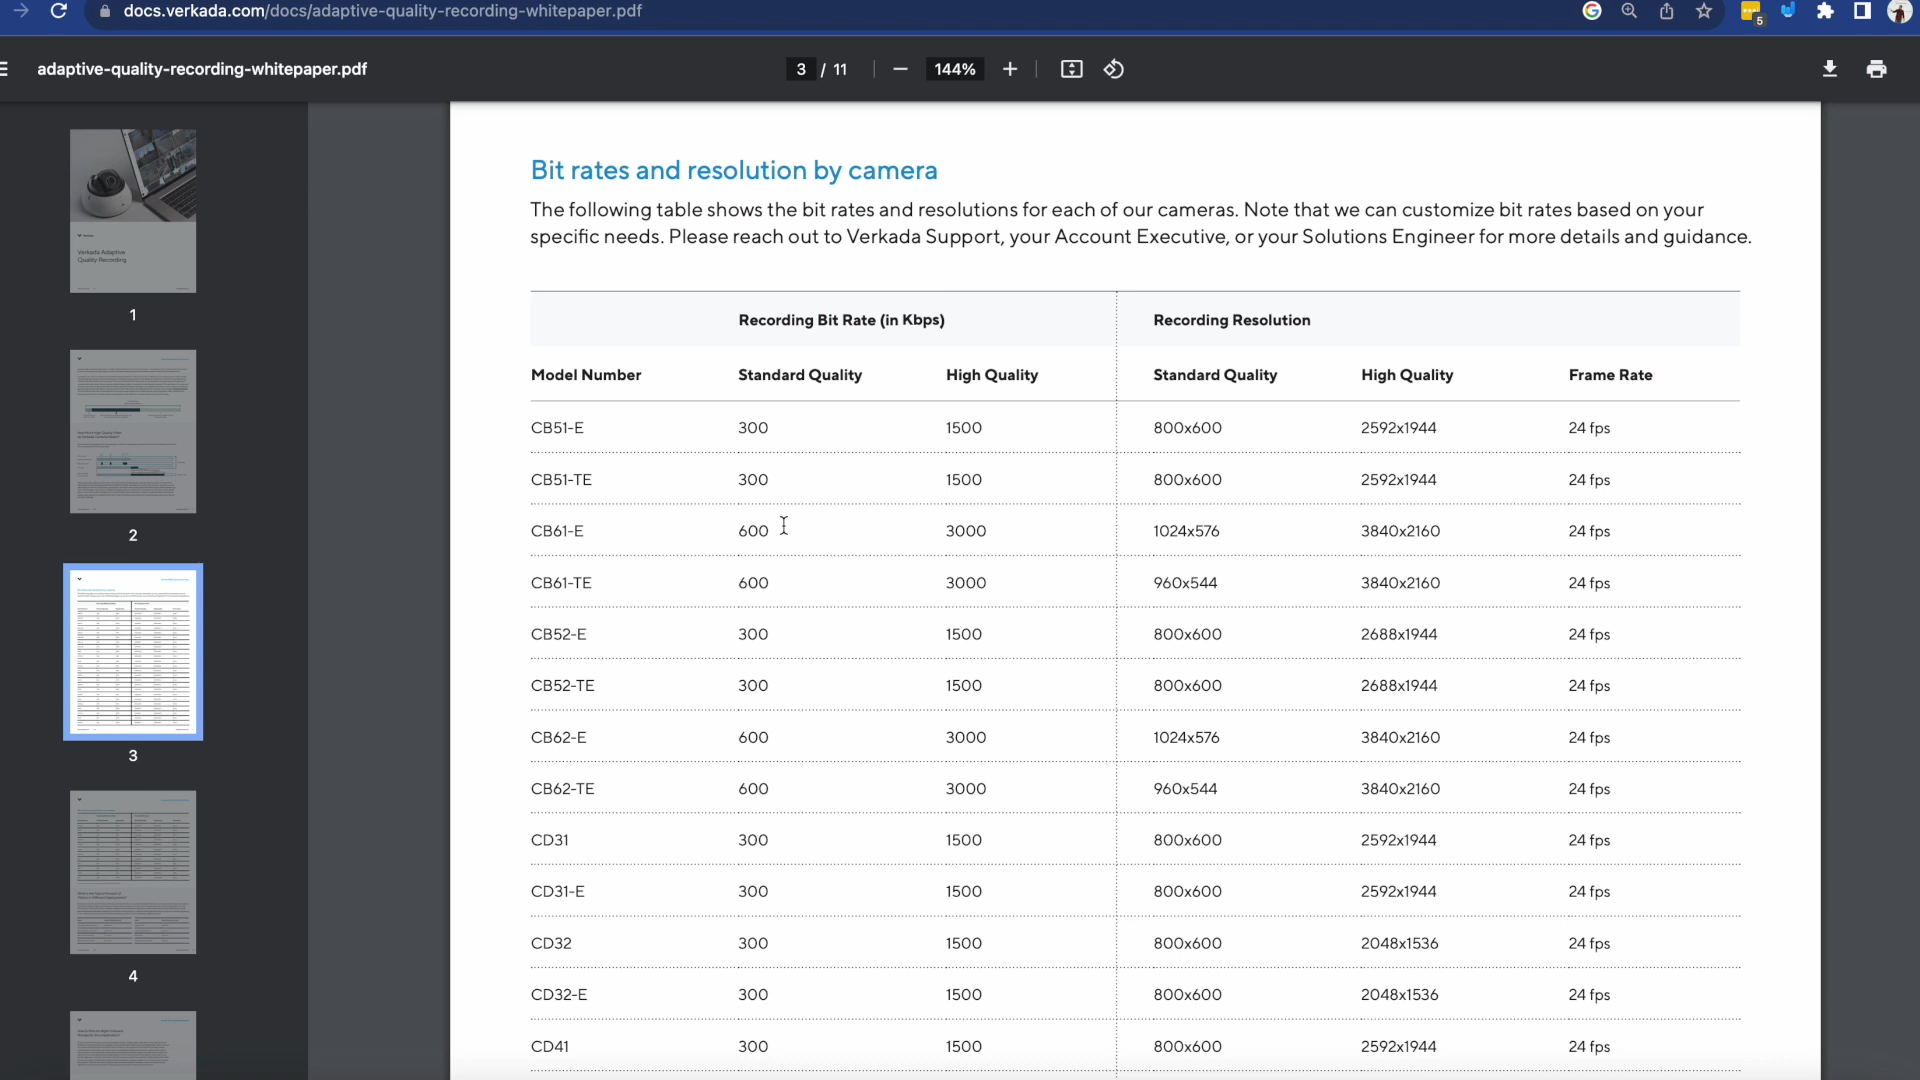 docs.verkada.com/docs/adaptive-quality-recording-whitepaper.pdf
5
adaptive-quality-recording-whitepaper.pdf
3 / 11
144%
Verkada Adaptive
Quality Recording
1
2
3
4
Bit rates and resolution by camera
The following table shows the bit rates and resolutions for each of our cameras. Note that we can customize bit rates based on your
specific needs. Please reach out to Verkada Support, your Account Executive, or your Solutions Engineer for more details and guidance.
Recording Bit Rate (in Kbps) Recording Resolution
Model Number Standard Quality High Quality Standard Quality High Quality Frame Rate
CB51-E 300 1500 800x600 2592x1944 24 fps
CB51-TE 300 1500 800x600 2592x1944 24 fps
CB61-E 600 3000 1024x576 3840x2160 24 fps
CB61-TE 600 3000 960x544 3840x2160 24 fps
CB52-E 300 1500 800x600 2688x1944 24 fps
CB52-TE 300 1500 800x600 2688x1944 24 fps
CB62-E 600 3000 1024x576 3840x2160 24 fps
CB62-TE 600 3000 960x544 3840x2160 24 fps
CD31 300 1500 800x600 2592x1944 24 fps
CD31-E 300 1500 800x600 2592x1944 24 fps
CD32 300 1500 800x600 2048x1536 24 fps
CD32-E 300 1500 800x600 2048x1536 24 fps
CD41 300 1500 800x600 2592x1944 24 fps